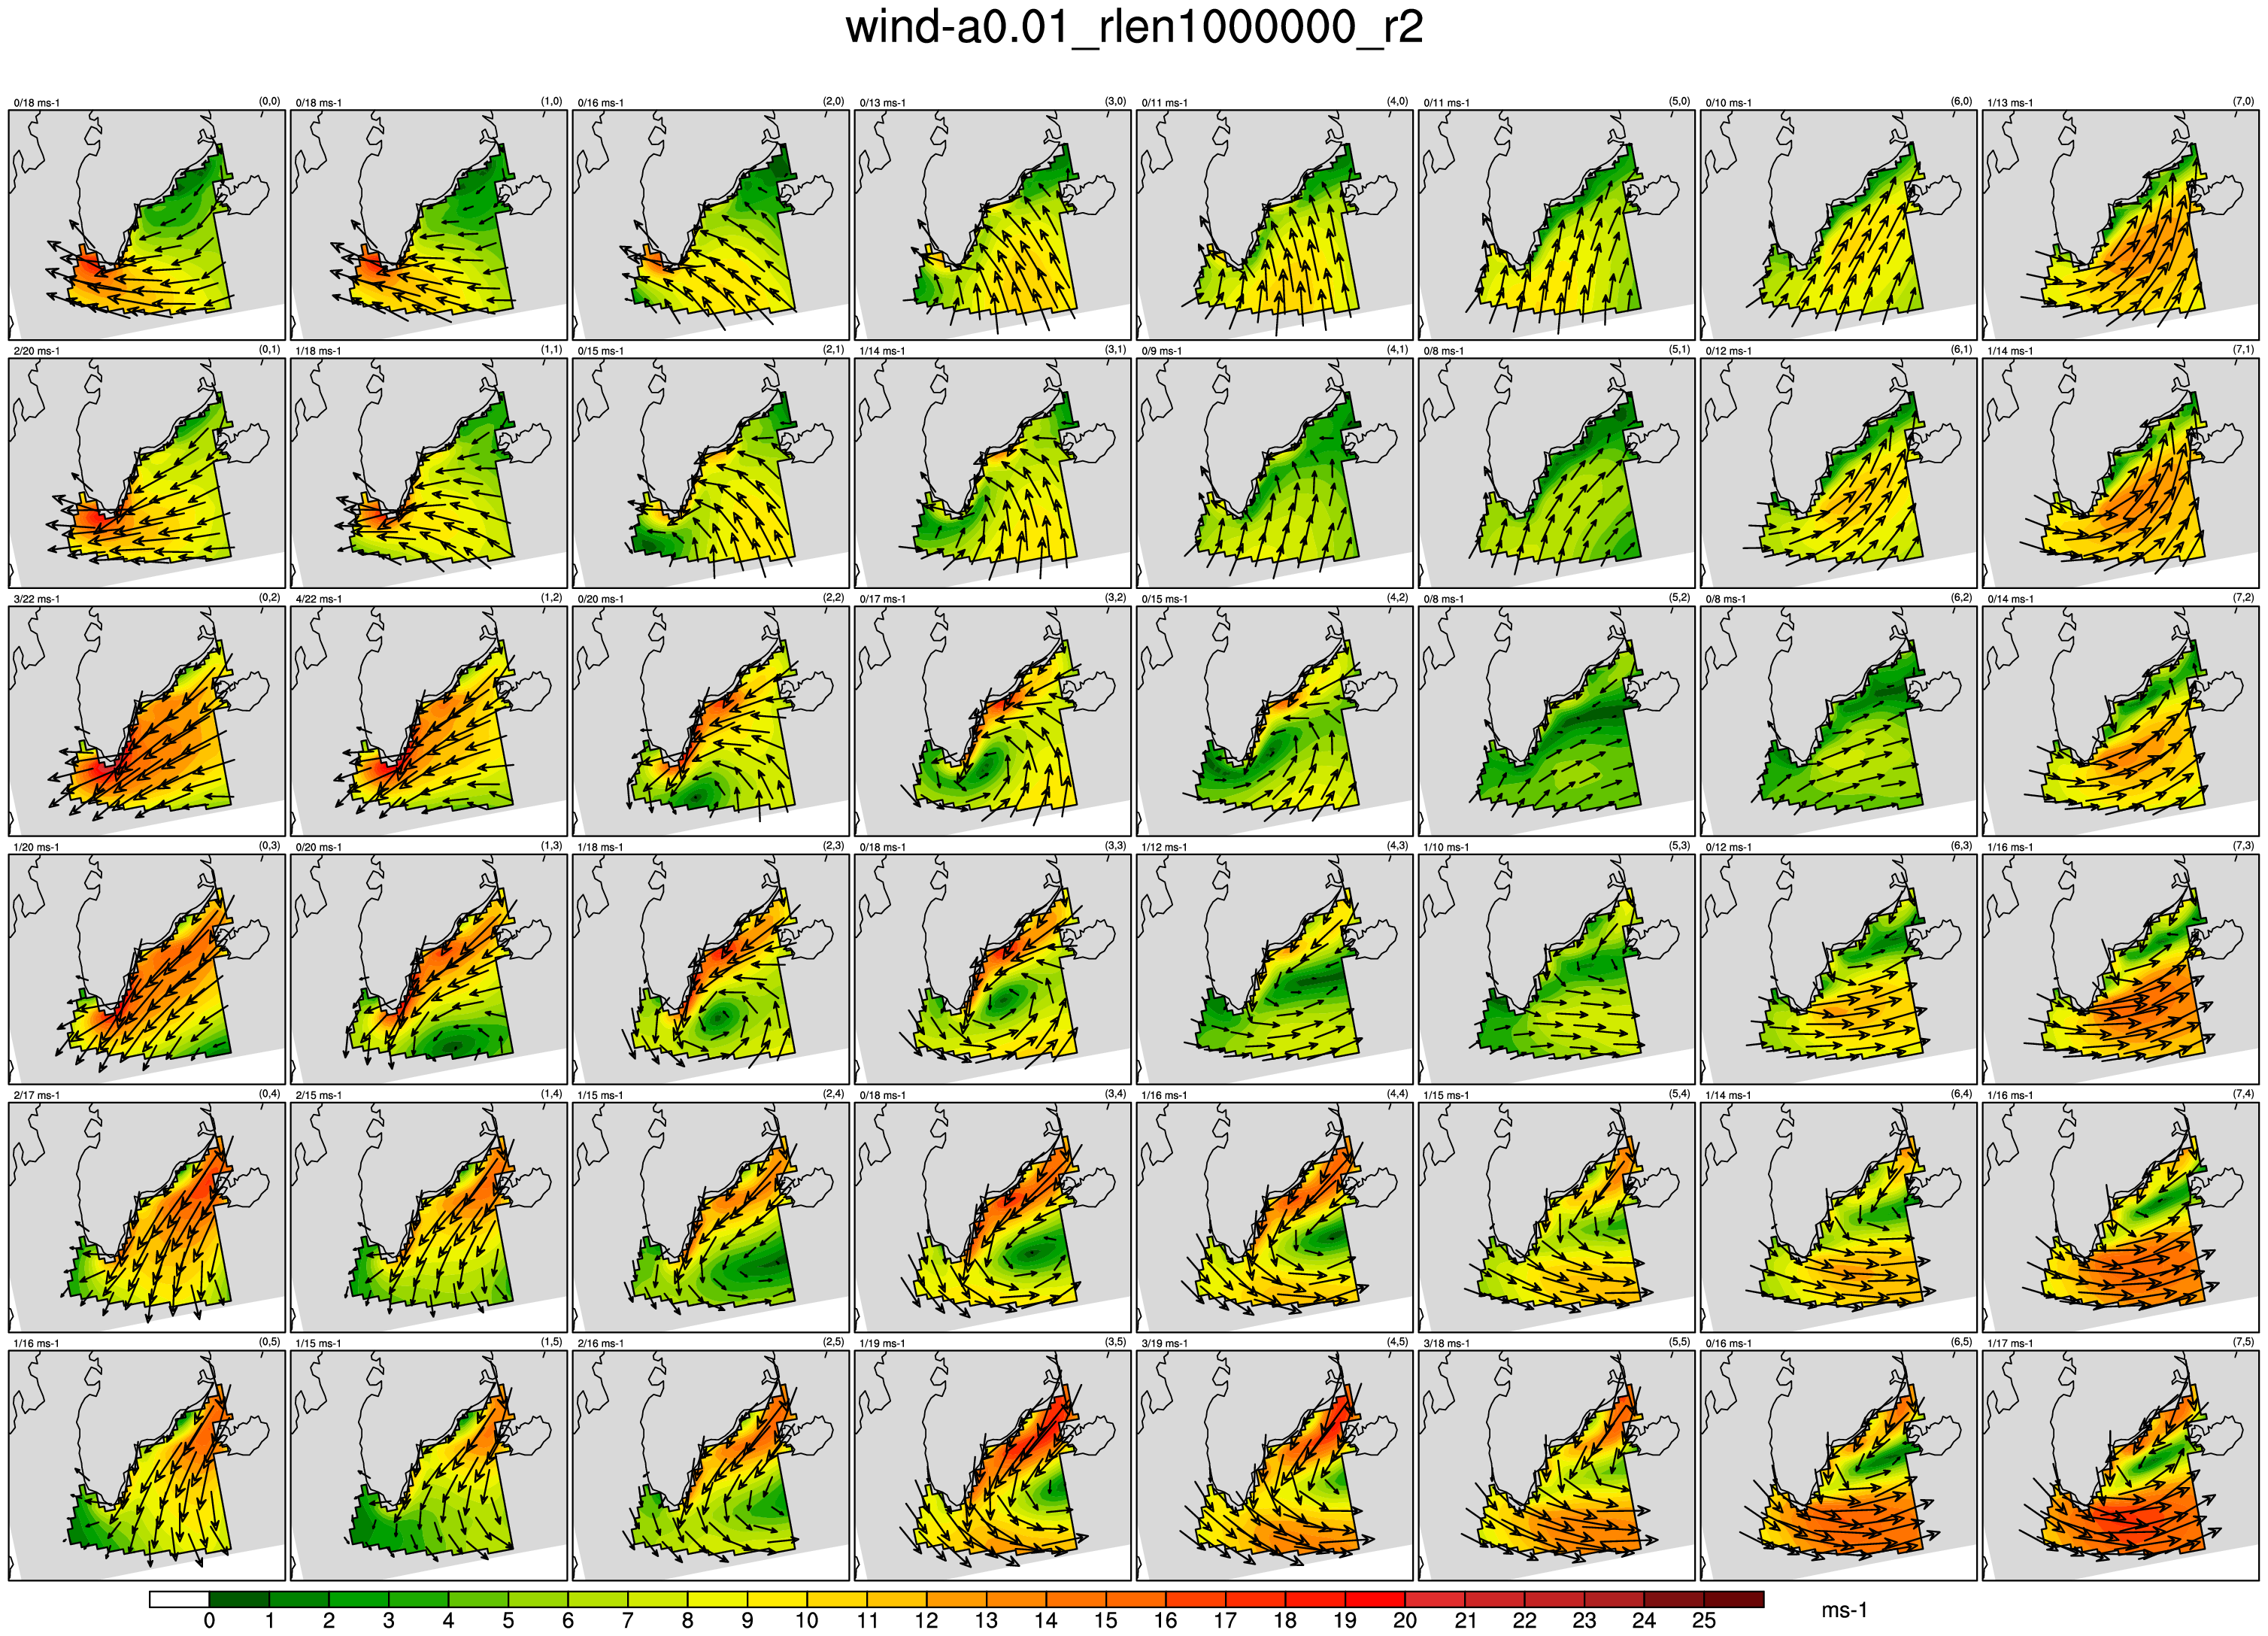 wind-a0.01_rlen1000000_r2
0/18 ms-1 (0,0) 0/18 ms-1 (1,0) 0/16 ms-1 (2,0) 0/13 ms-1 (3,0) 0/11 ms-1 (4,0) 0/11 ms-1 (5,0) 0/10 ms-1 (6,0) 1/13 ms-1 (7,0)
2/20 ms-1 (0,1) 1/18 ms-1 (1,1) 0/15 ms-1 (2,1) 1/14 ms-1 (3,1) 0/9 ms-1 (4,1) 0/8 ms-1 (5,1) 0/12 ms-1 (6,1) 1/14 ms-1 (7,1)
3/22 ms-1 (0,2) 4/22 ms-1 (1,2) 0/20 ms-1 (2,2) 0/17 ms-1 (3,2) 0/15 ms-1 (4,2) 0/8 ms-1 (5,2) 0/8 ms-1 (6,2) 0/14 ms-1 (7,2)
1/20 ms-1 (0,3) 0/20 ms-1 (1,3) 1/18 ms-1 (2,3) 0/18 ms-1 (3,3) 1/12 ms-1 (4,3) 1/10 ms-1 (5,3) 0/12 ms-1 (6,3) 1/16 ms-1 (7,3)
2/17 ms-1 (0,4) 2/15 ms-1 (1,4) 1/15 ms-1 (2,4) 0/18 ms-1 (3,4) 1/16 ms-1 (4,4) 1/15 ms-1 (5,4) 1/14 ms-1 (6,4) 1/16 ms-1 (7,4)
1/16 ms-1 (0,5) 1/15 ms-1 (1,5) 2/16 ms-1 (2,5) 1/19 ms-1 (3,5) 3/19 ms-1 (4,5) 3/18 ms-1 (5,5) 0/16 ms-1 (6,5) 1/17 ms-1 (7,5)
0 1 2 3 4 5 6 7 8 9 10 11 12 13 14 15 16 17 18 19 20 21 22 23 24 25 ms-1